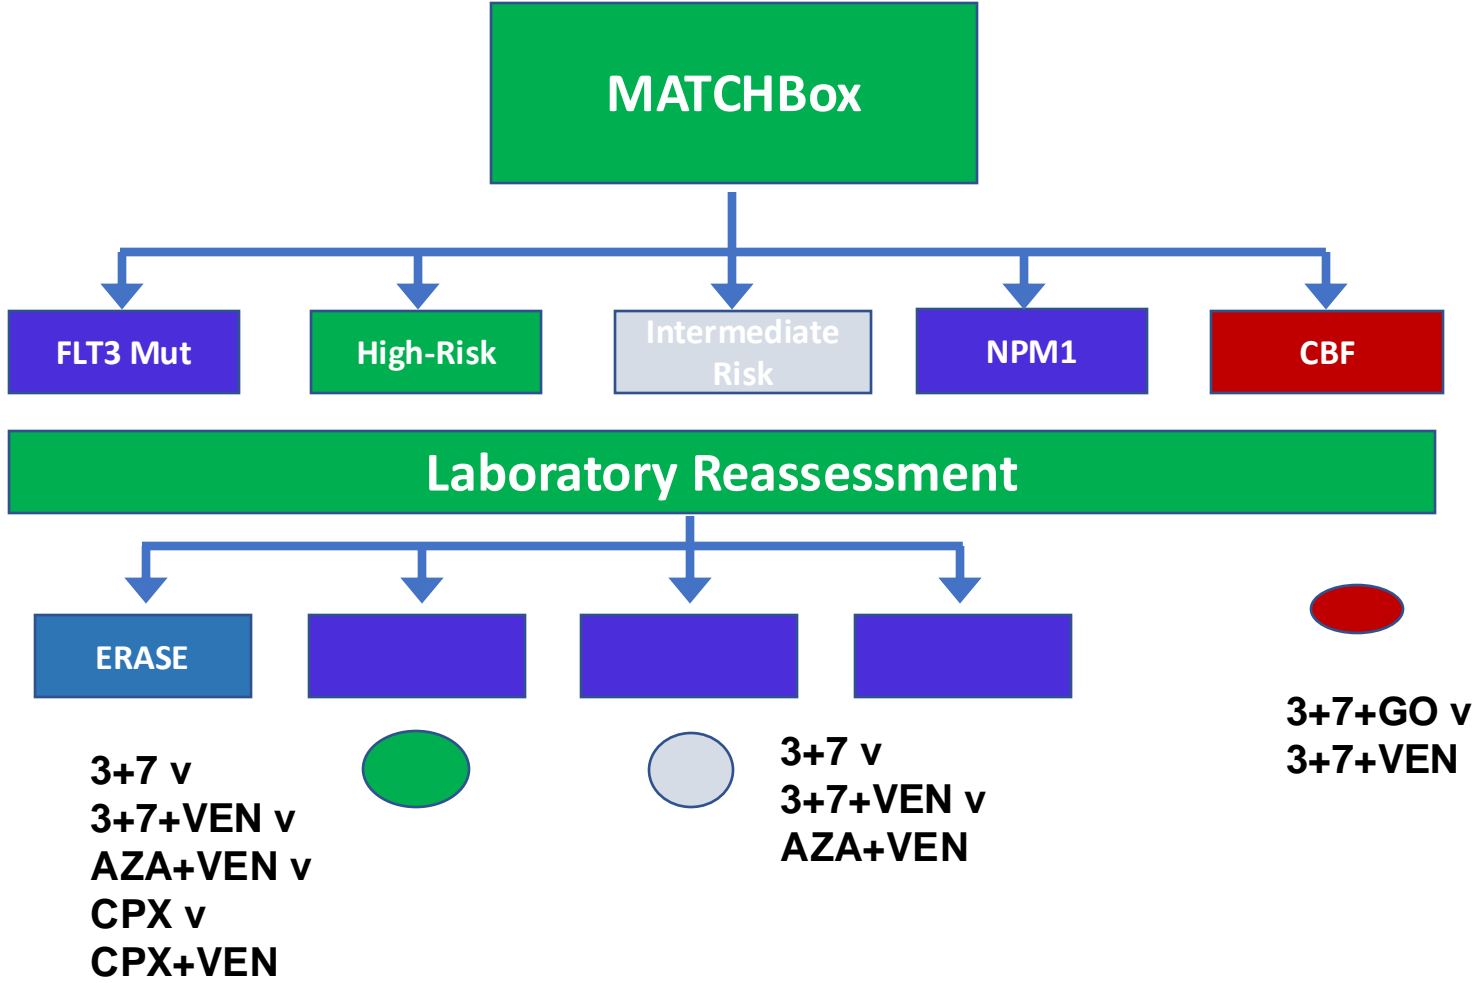 MATCHBox
FLT3 Mut
High-Risk
Intermediate
Risk
NPM1
CBF
Laboratory Reassessment
ERASE
3+7 v
3+7+VEN v
AZA+VEN v
CPX v
CPX+VEN
3+7 v
3+7+VEN v
AZA+VEN
3+7+GO v
3+7+VEN